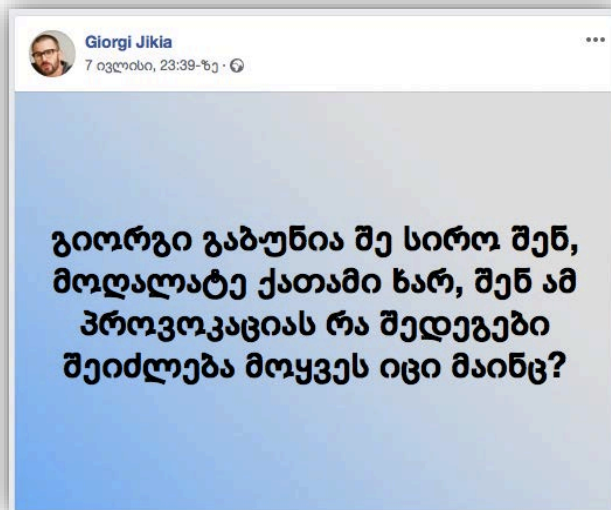 Giorgi Jikia
7 ივლისი, 23:39-ზე ·
გიორგი გაბუნია შე სირო შენ,
მოღალატე ქათამი ხარ, შენ ამ
პროვოკაციას რა შედეგები
შეიძლება მოყვეს იცი მაინც?